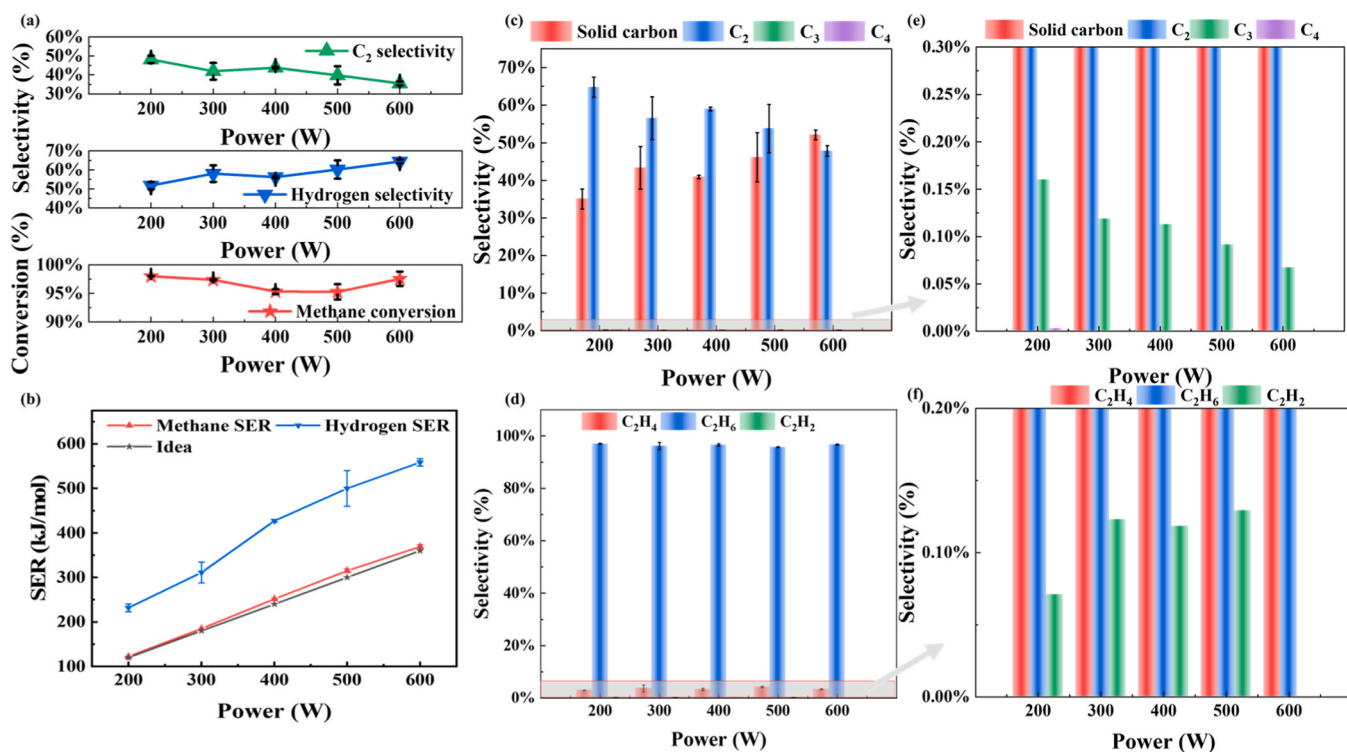 (a)
60%
50%
40%
30%
C2 selectivity
200 300 400 500 600
Power (W)
Selectivity (%)
70%
60%
50%
40%
Hydrogen selectivity
200 300 400 500 600
Power (W)
100%
95%
90%
Conversion (%)
Methane conversion
200 300 400 500 600
Power (W)
(b)
Methane SER Hydrogen SER
Idea
600
500
400
300
200
100
SER (kJ/mol)
200 300 400 500 600
Power (W)
(c)
Solid carbon C2 C3 C4
70%
60%
50%
40%
30%
20%
10%
0%
Selectivity (%)
200 300 400 500 600
Power (W)
(d)
C2H4 C2H6 C2H2
100%
80%
60%
40%
20%
0%
Selectivity (%)
200 300 400 500 600
Power (W)
(e)
Solid carbon C2 C3 C4
0.30%
0.25%
0.20%
0.15%
0.10%
0.05%
0.00%
Selectivity (%)
200 300 400 500 600
Power (W)
(f)
C2H4 C2H6 C2H2
0.20%
0.10%
0.00%
Selectivity (%)
200 300 400 500 600
Power (W)